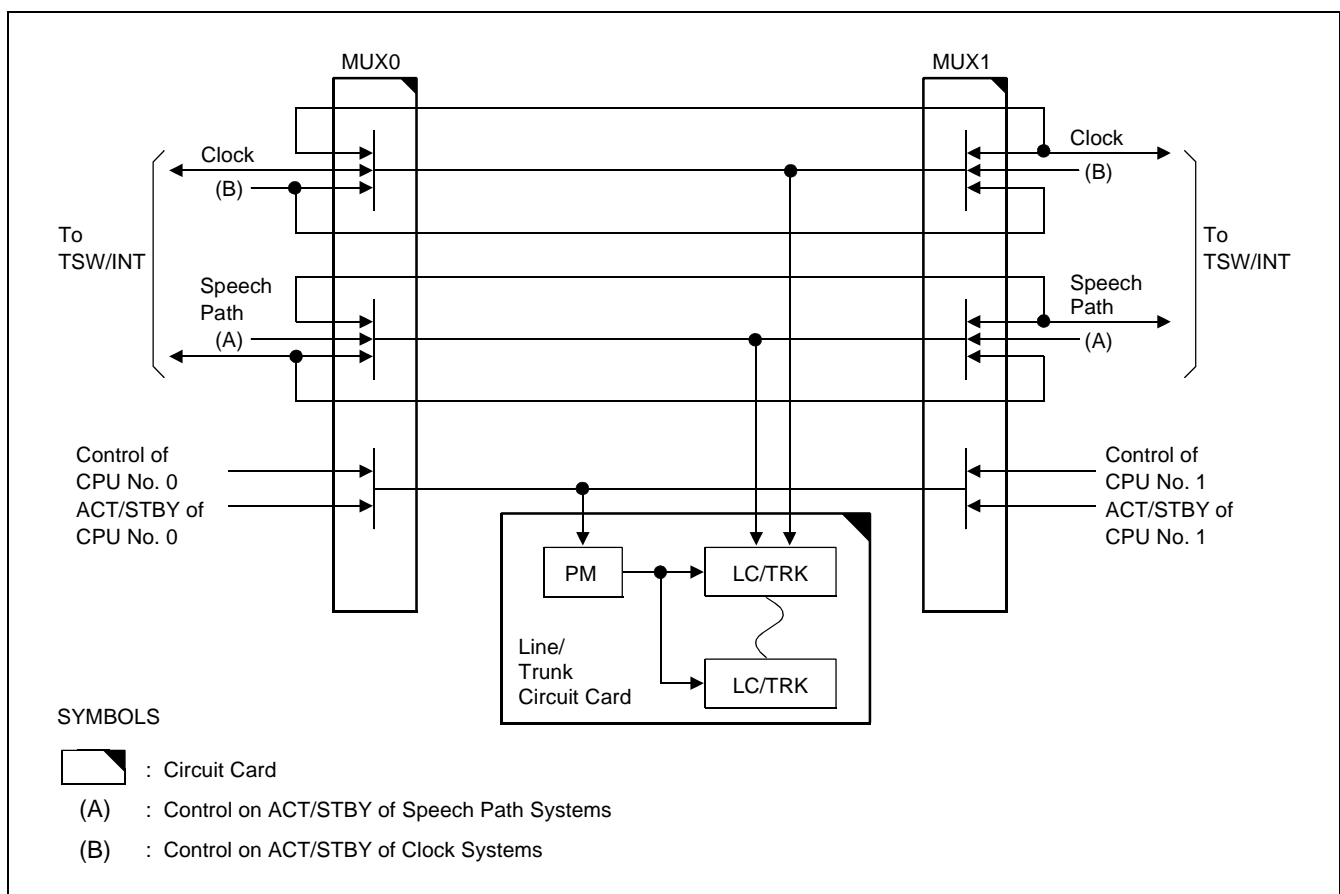 MUX0
MUX1
Clock
(B)
Clock
(B)
To
TSW/INT
To
TSW/INT
Speech
Path
(A)
Speech
Path
(A)
Control of
CPU No. 0
ACT/STBY of
CPU No. 0
Control of
CPU No. 1
ACT/STBY of
CPU No. 1
PM
LC/TRK
Line/
Trunk
Circuit Card
LC/TRK
SYMBOLS
: Circuit Card
(A) : Control on ACT/STBY of Speech Path Systems
(B) : Control on ACT/STBY of Clock Systems